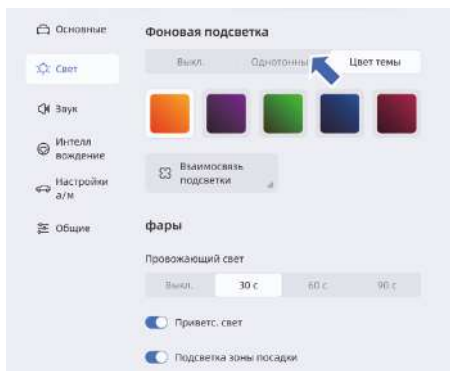 Основные
Свет
Звук
Интелл
вождение
Настройки
а/м
Общие
Фоновая подсветка
Выкл.
Однотонны
Цвет темы
Взаимосвязь
подсветки
фары
Провожающий свет
Выкл.
30 с
60 с
90 с
Приветс. свет
Подсветка зоны посадки